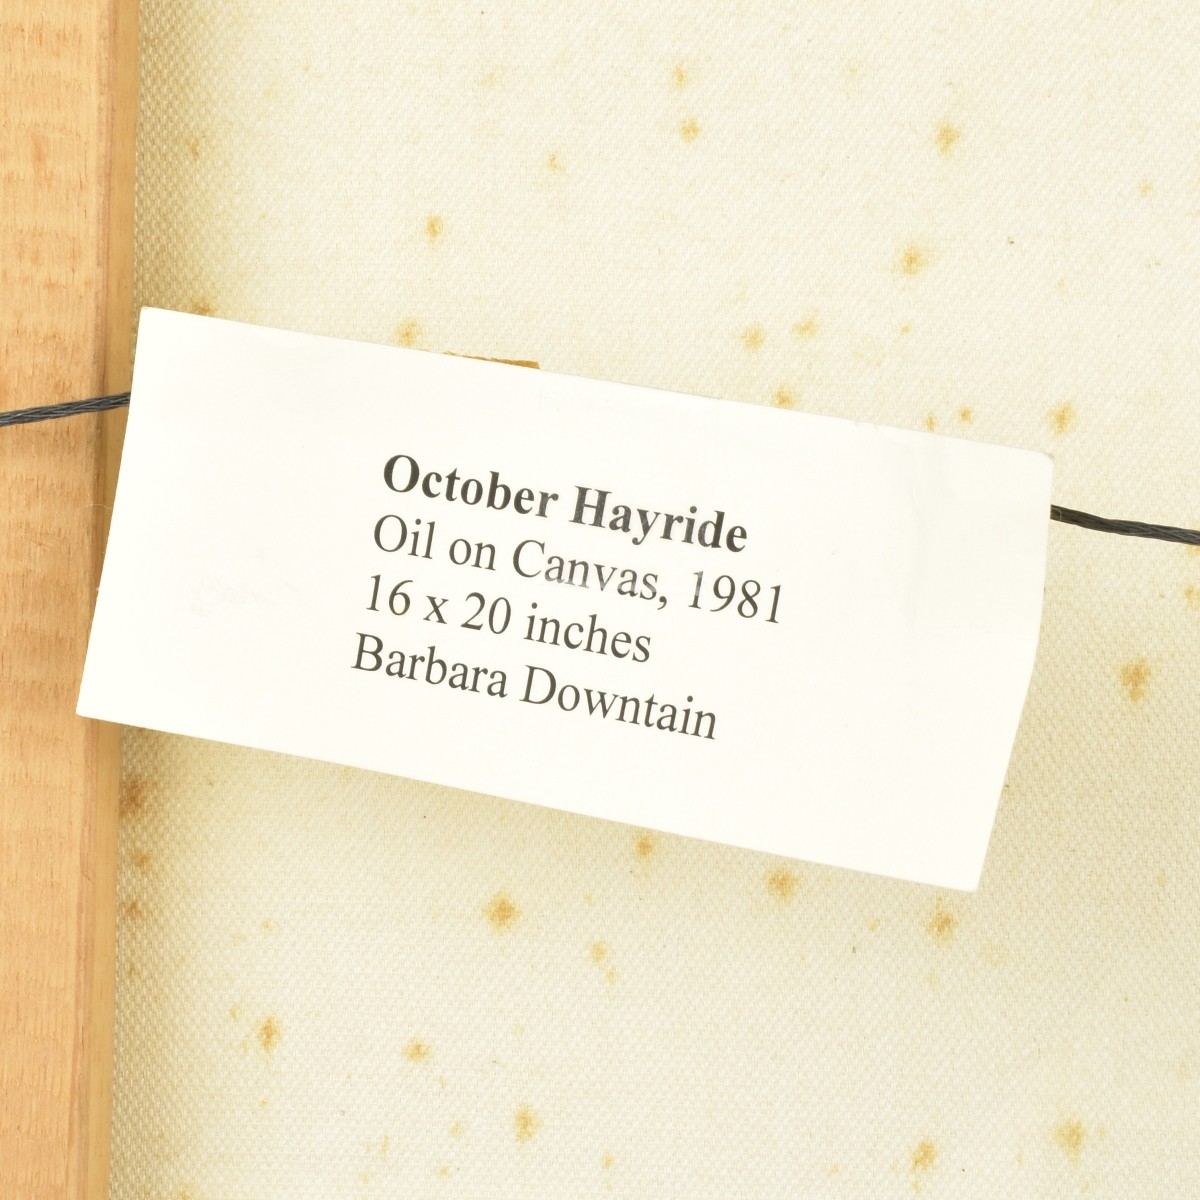 October Hayride
Oil on Canvas, 1981
16 x 20 inches
Barbara Downtain